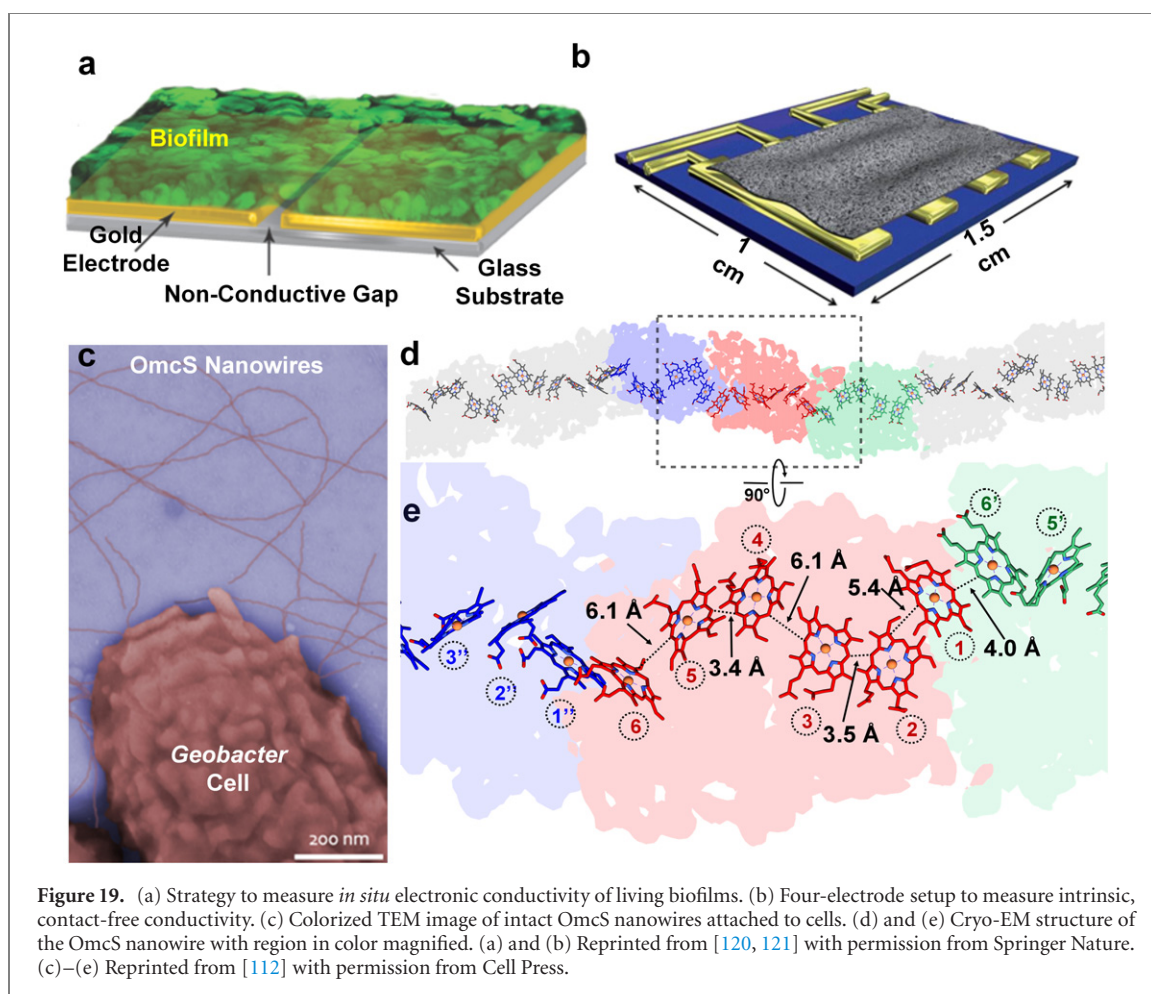 a
Biofilm
Gold
Electrode
Non-Conductive Gap
Glass
Substrate
b
1
cm
1.5
cm
c
OmcS Nanowires
Geobacter
Cell
200 nm
d
90°
e
3''
2'
1''
6
6.1 Å
5
3.4 Å
4
6.1 Å
3
3.5 Å
2
5.4 Å
1
4.0 Å
6'
5'
Figure 19. (a) Strategy to measure in situ electronic conductivity of living biofilms. (b) Four-electrode setup to measure intrinsic,
contact-free conductivity. (c) Colorized TEM image of intact OmcS nanowires attached to cells. (d) and (e) Cryo-EM structure of
the OmcS nanowire with region in color magnified. (a) and (b) Reprinted from [120, 121] with permission from Springer Nature.
(c)–(e) Reprinted from [112] with permission from Cell Press.